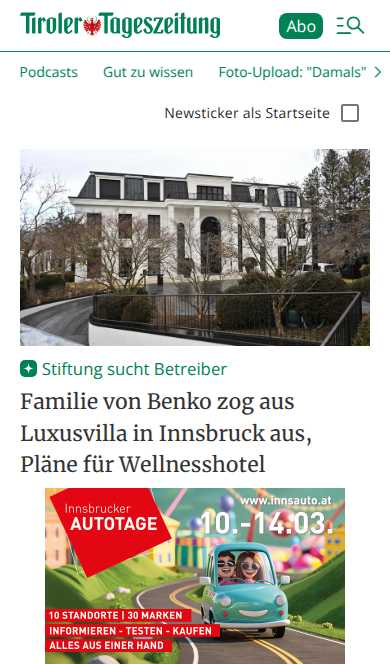 Tiroler Tageszeitung
Abo
Podcasts Gut zu wissen Foto-Upload: "Damals"
Newsticker als Startseite
Stiftung sucht Betreiber
Familie von Benko zog aus
Luxusvilla in Innsbruck aus,
Pläne für Wellnesshotel
Innsbrucker
AUTOTAGE
www.innsauto.at
10.-14.03.
10 STANDORTE | 30 MARKEN
INFORMIEREN - TESTEN - KAUFEN
ALLES AUS EINER HAND